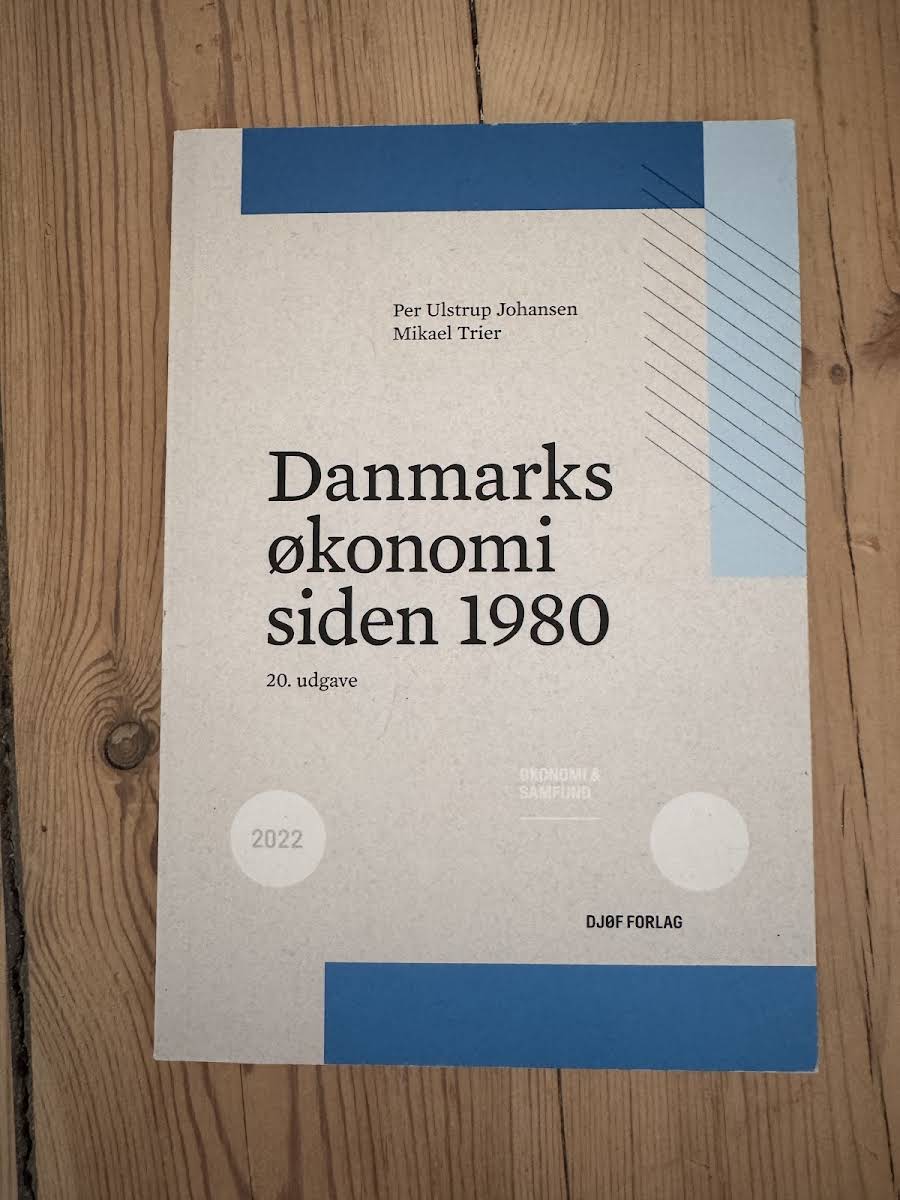 Per Ulstrup Johansen
Mikael Trier
Danmarks
økonomi
siden 1980
20. udgave
ØKONOMI &
SAMFUND
2022
DJØF FORLAG